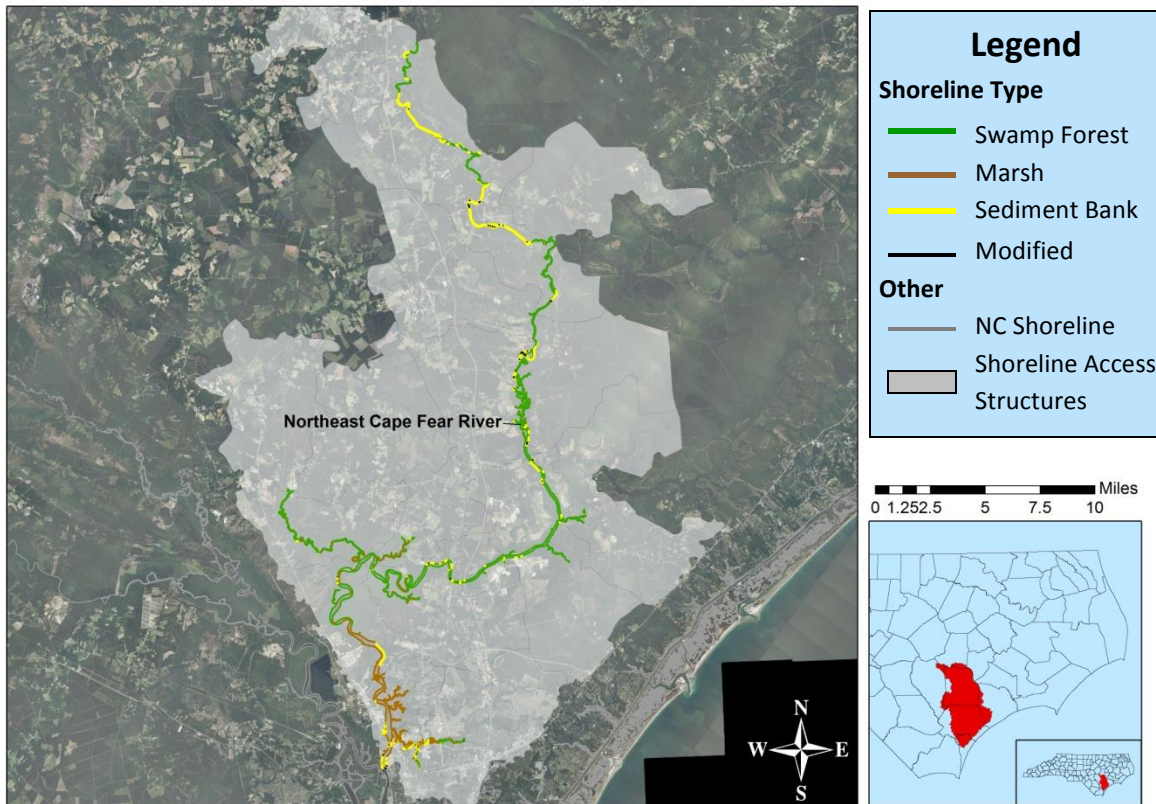 Northeast Cape Fear River
N
W E
S
Legend
Shoreline Type
Swamp Forest
Marsh
Sediment Bank
Modified
Other
NC Shoreline
Shoreline Access
Structures
Miles
0 1.252.5 5 7.5 10